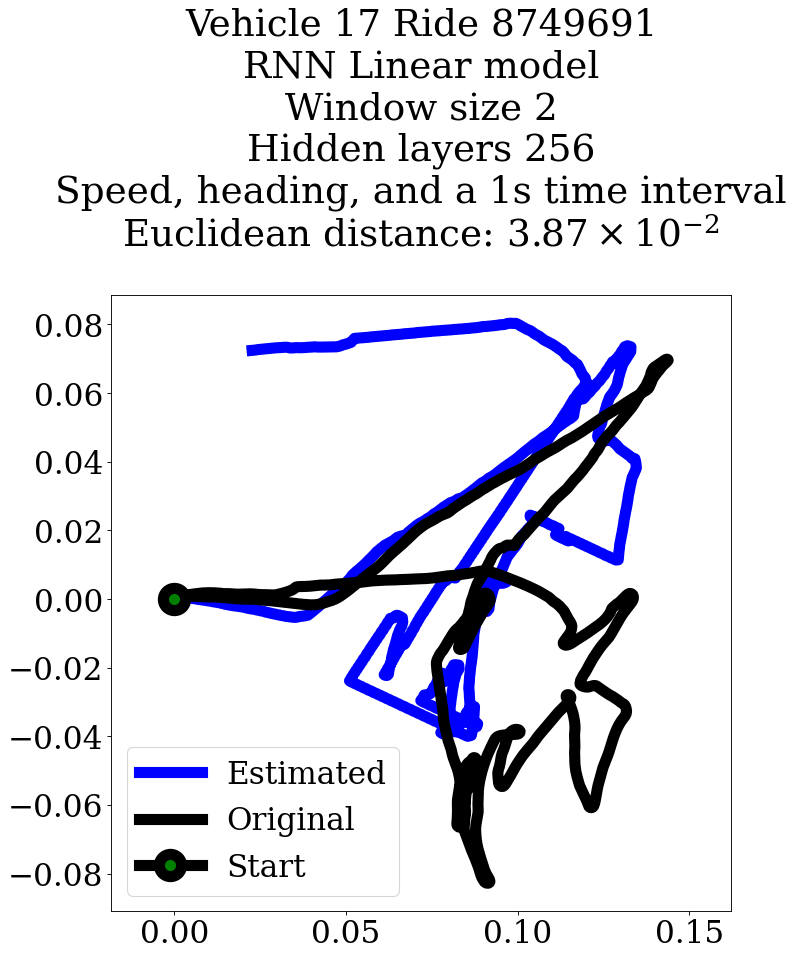 Vehicle 17 Ride 8749691
RNN Linear model
Window size 2
Hidden layers 256
Speed, heading, and a 1s time interval
Euclidean distance: 3.87 × 10⁻²
0.08
0.06
0.04
0.02
0.00
−0.02
−0.04
−0.06
−0.08
Estimated
Original
Start
0.00 0.05 0.10 0.15